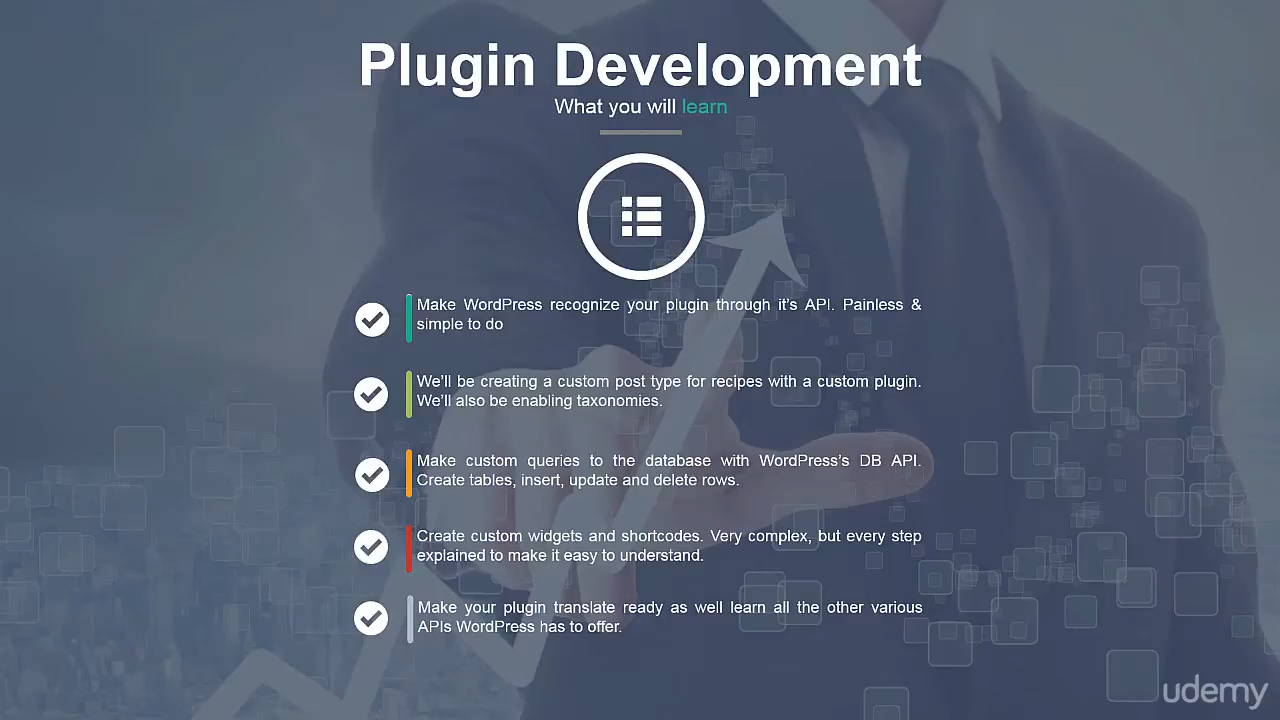 Plugin Development
What you will learn
Make WordPress recognize your plugin through it’s API. Painless &
simple to do
We’ll be creating a custom post type for recipes with a custom plugin.
We’ll also be enabling taxonomies.
Make custom queries to the database with WordPress’s DB API.
Create tables, insert, update and delete rows.
Create custom widgets and shortcodes. Very complex, but every step
explained to make it easy to understand.
Make your plugin translate ready as well learn all the other various
APIs WordPress has to offer.
udemy